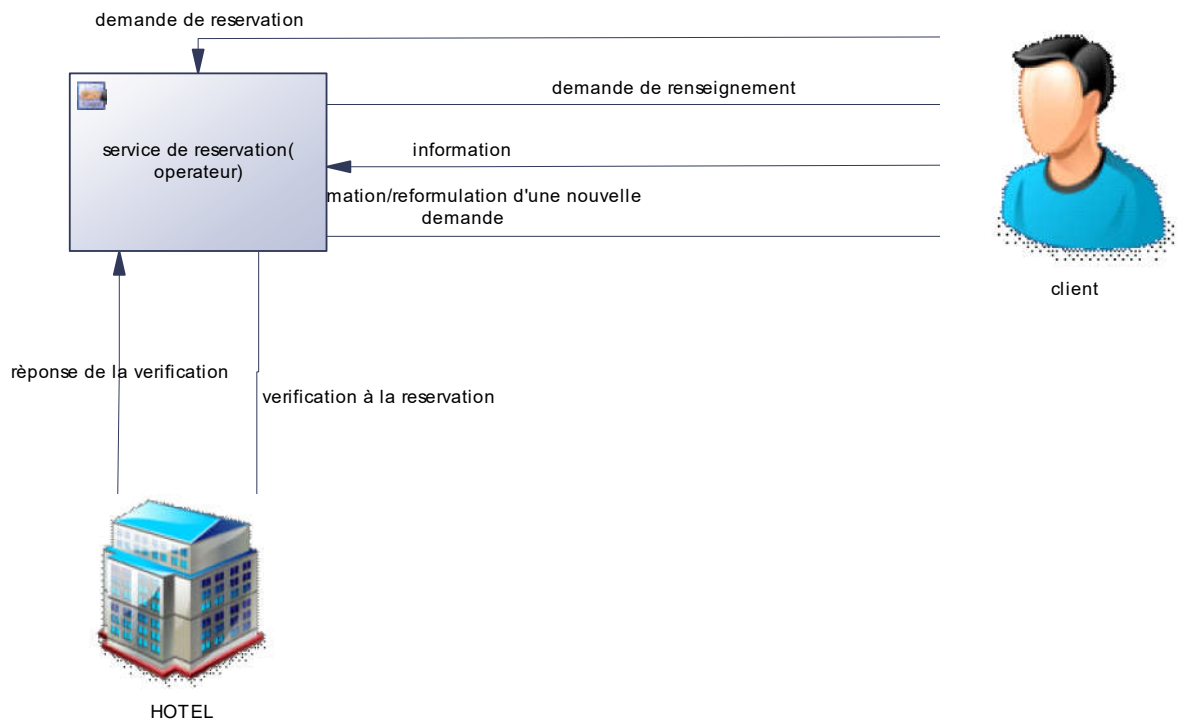 demande de reservation
demande de renseignement
service de reservation(
operateur)
information
mation/reformulation d'une nouvelle
demande
client
rèponse de la verification
verification à la reservation
HOTEL